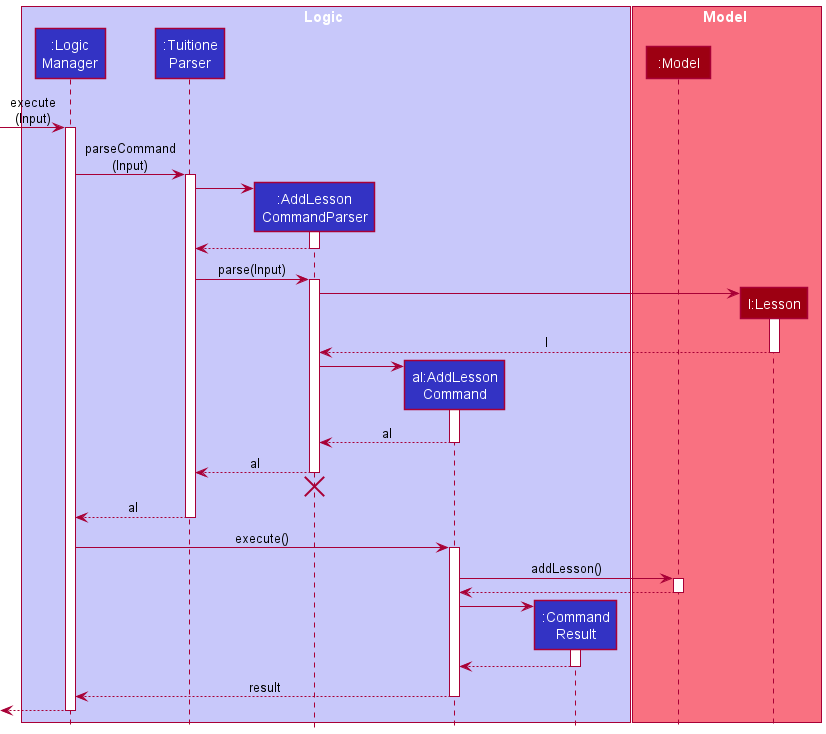 Logic
Model
:Logic
Manager
:Tuitione
Parser
:Model
execute
(Input)
parseCommand
(Input)
:AddLesson
CommandParser
parse(Input)
l:Lesson
l
al:AddLesson
Command
al
al
al
execute()
addLesson()
:Command
Result
result